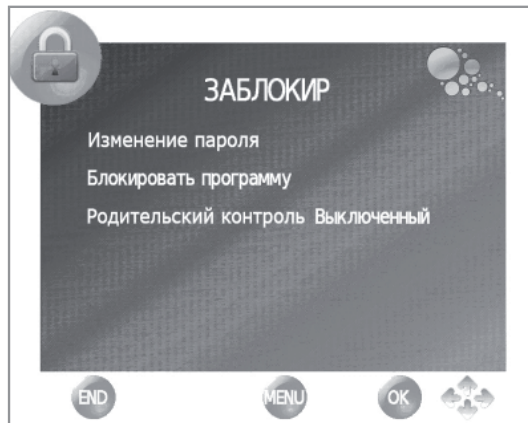 ЗАБЛОКИР
Изменение пароля
Блокировать программу
Родительский контроль Выключенный
END MENU OK